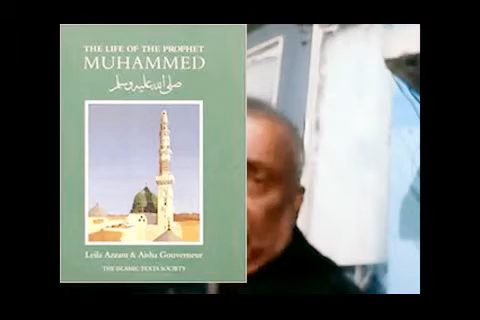 THE LIFE OF THE PROPHET
MUHAMMED
صلى الله عليه وسلم
Leila Azzam & Aisha Gouverneur
THE ISLAMIC TEXTS SOCIETY